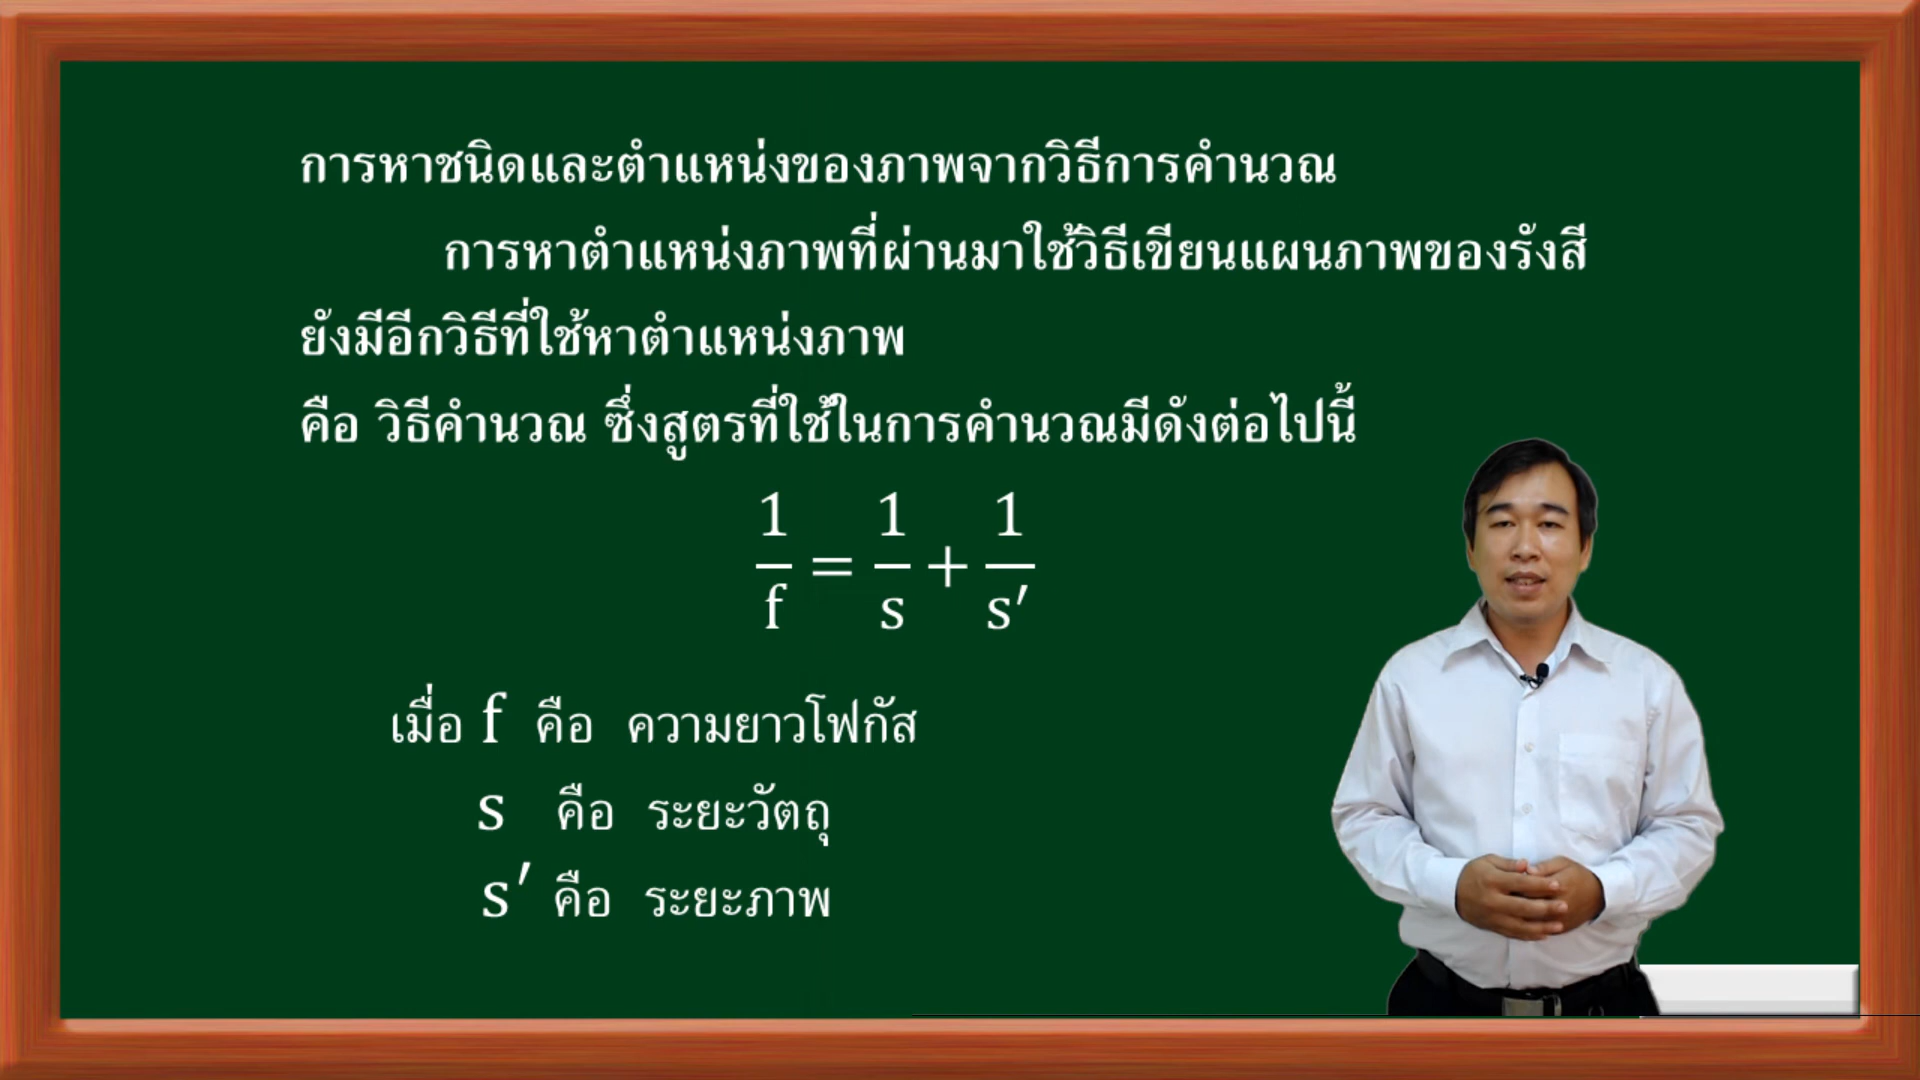 การหาชนิดและตำแหน่งของภาพจากวิธีการคำนวณ
การหาตำแหน่งภาพที่ผ่านมาใช้วิธีเขียนแผนภาพของรังสี
ยังมีอีกวิธีที่ใช้หาตำแหน่งภาพ
คือ วิธีคำนวณ ซึ่งสูตรที่ใช้ในการคำนวณมีดังต่อไปนี้
1/f = 1/s + 1/s′
เมื่อ f คือ ความยาวโฟกัส
s คือ ระยะวัตถุ
s′ คือ ระยะภาพ